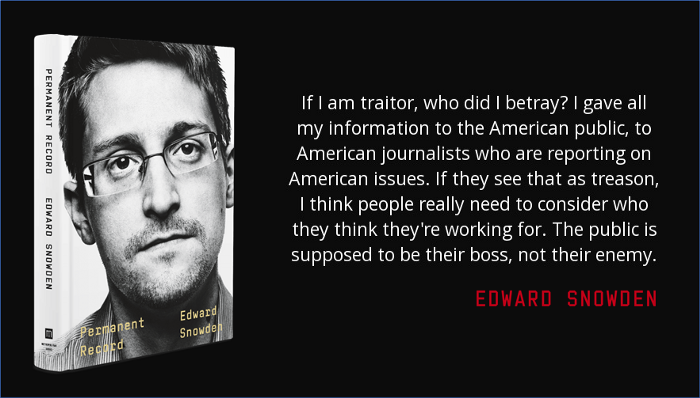 PERMANENT RECORD EDWARD SNOWDEN
Permanent
Record
Edward
Snowden
If I am traitor, who did I betray? I gave all
my information to the American public, to
American journalists who are reporting on
American issues. If they see that as treason,
I think people really need to consider who
they think they're working for. The public is
supposed to be their boss, not their enemy.
EDWARD SNOWDEN